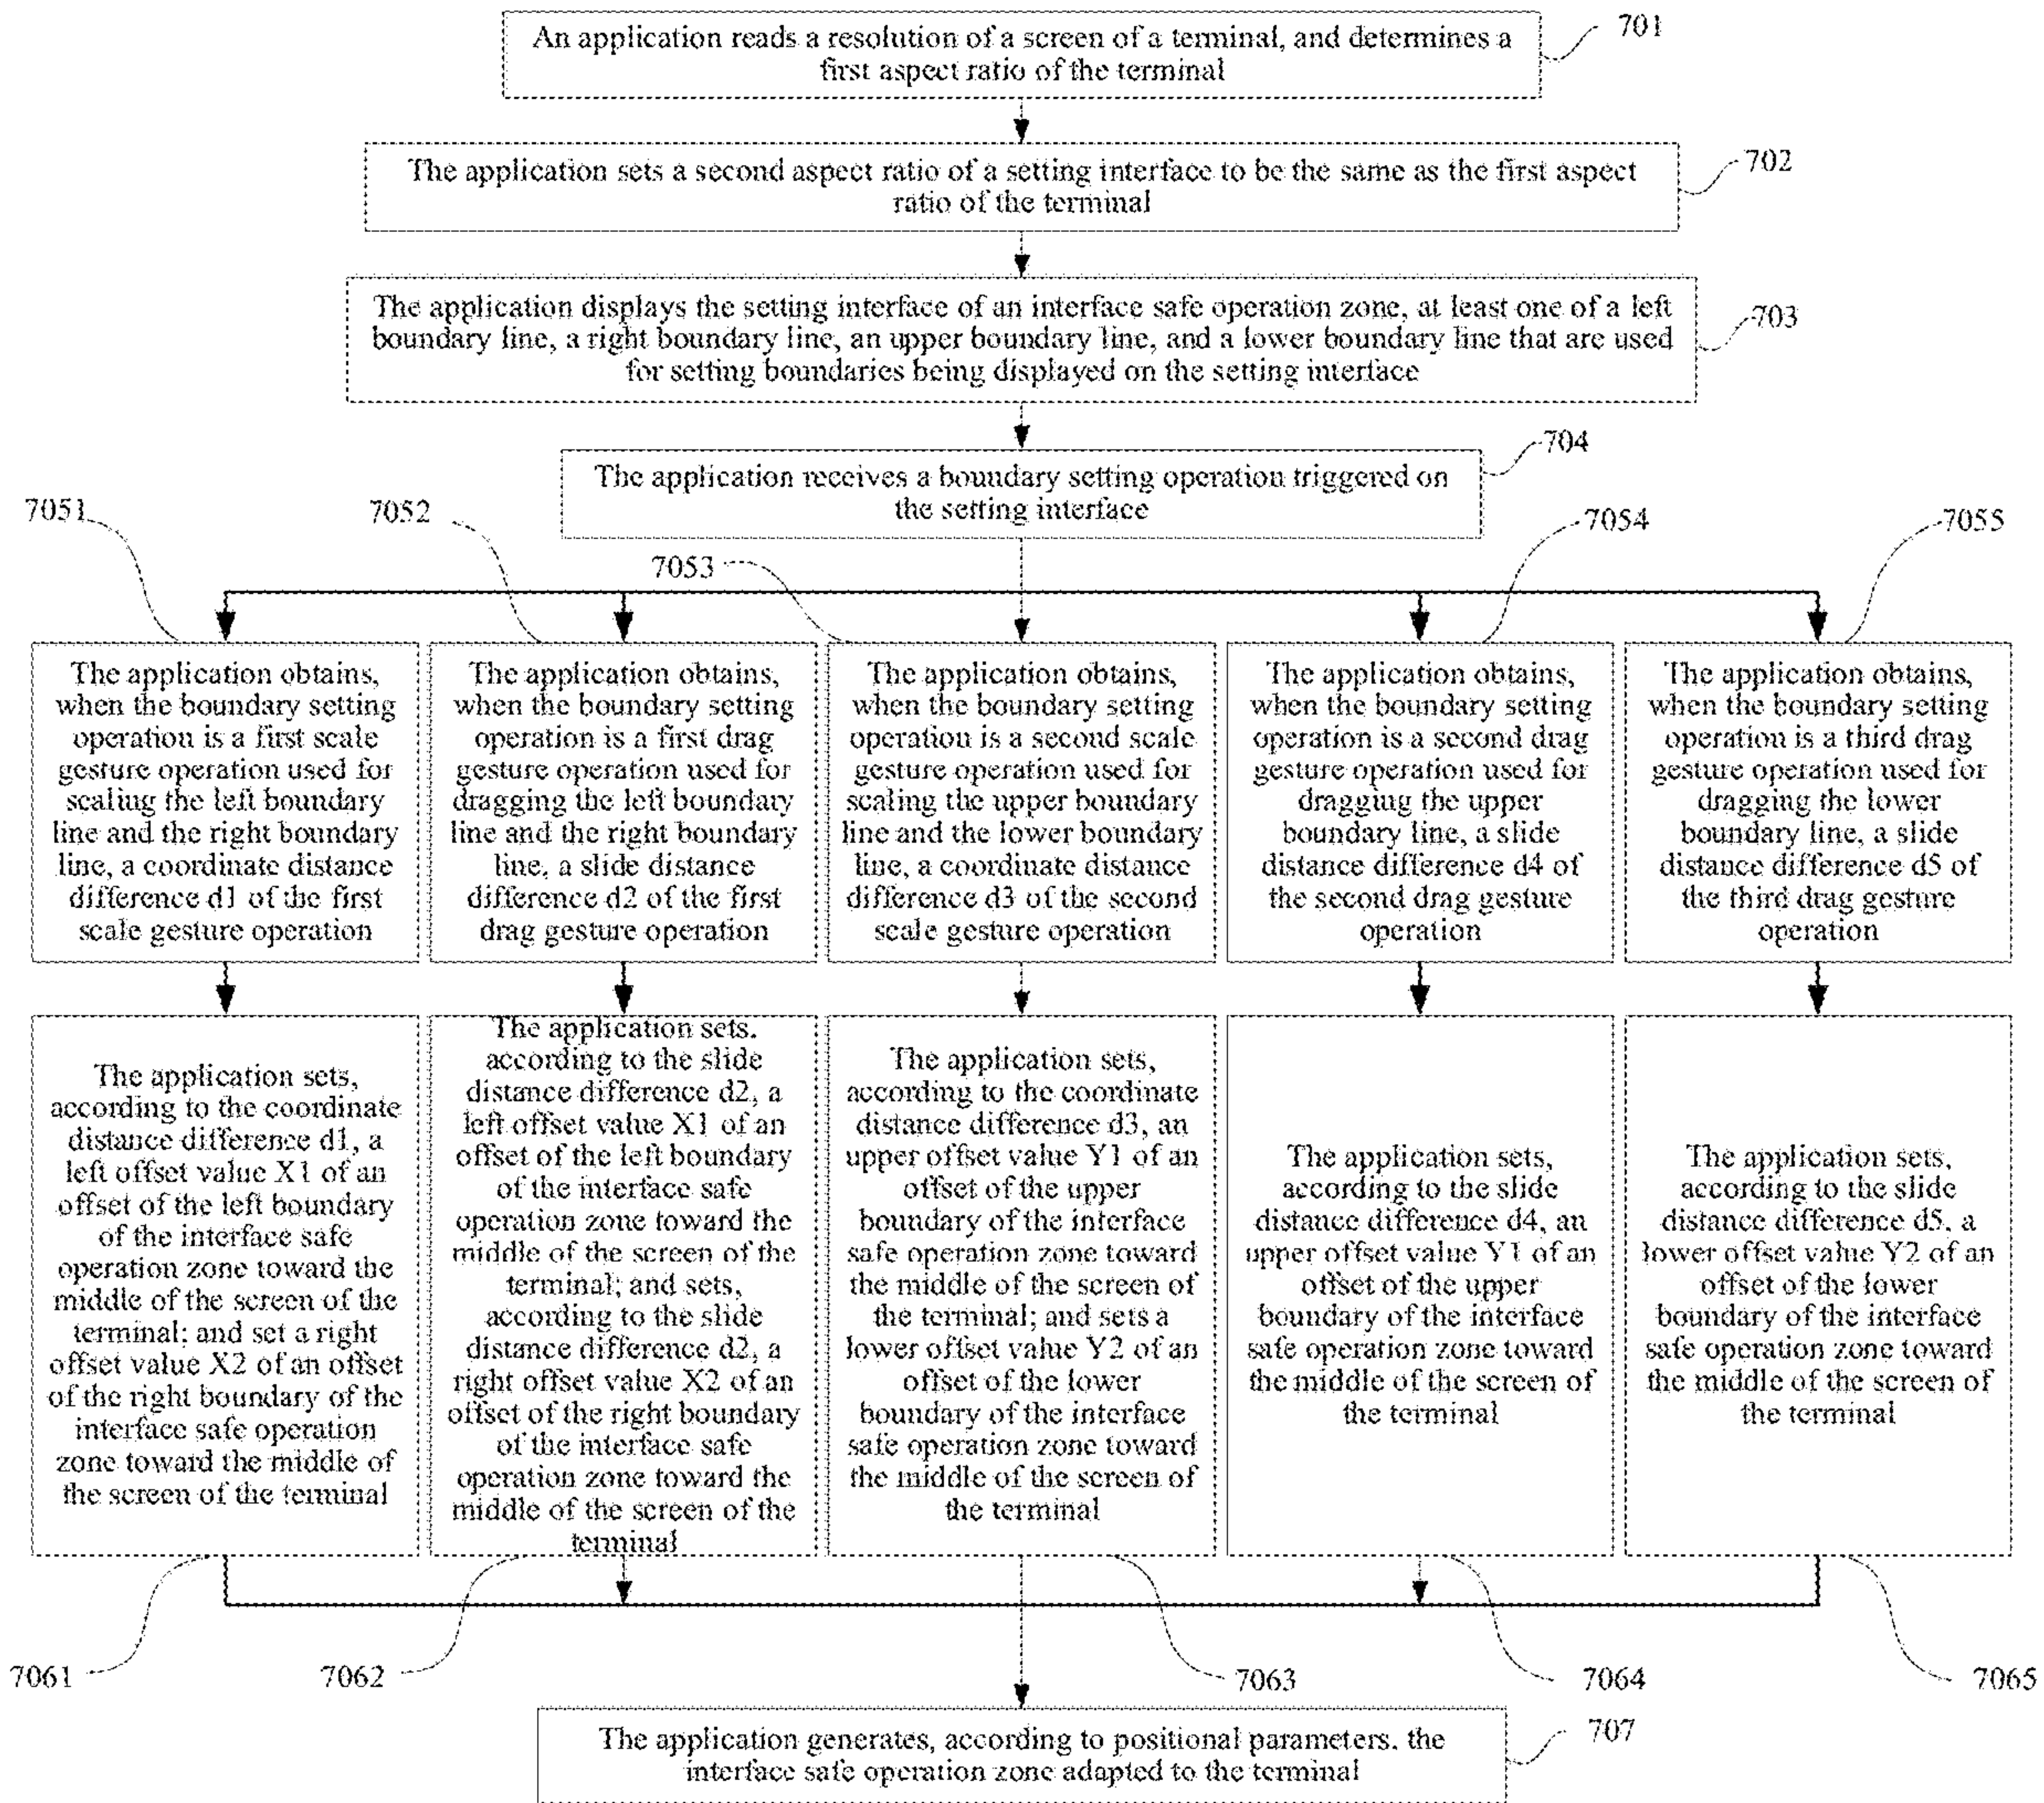 An application reads a resolution of a screen of a terminal, and determines a
first aspect ratio of the terminal
701
The application sets a second aspect ratio of a setting interface to be the same as the first aspect
ratio of the terminal
702
The application displays the setting interface of an interface safe operation zone, at least one of a left
boundary line, a right boundary line, an upper boundary line, and a lower boundary line that are used
for setting boundaries being displayed on the setting interface
703
The application receives a boundary setting operation triggered on
the setting interface
704
7051
7052
7053
7054
7055
The application obtains,
when the boundary setting
operation is a first scale
gesture operation used for
scaling the left boundary
line and the right boundary
line, a coordinate distance
difference d1 of the first
scale gesture operation
The application obtains,
when the boundary setting
operation is a first drag
gesture operation used for
dragging the left boundary
line and the right boundary
line, a slide distance
difference d2 of the first
drag gesture operation
The application obtains,
when the boundary setting
operation is a second scale
gesture operation used for
scaling the upper boundary
line and the lower boundary
line, a coordinate distance
difference d3 of the second
scale gesture operation
The application obtains,
when the boundary setting
operation is a second drag
gesture operation used for
dragging the upper
boundary line, a slide
distance difference d4 of
the second drag gesture
operation
The application obtains,
when the boundary setting
operation is a third drag
gesture operation used for
dragging the lower
boundary line, a slide
distance difference d5 of
the third drag gesture
operation
The application sets,
according to the coordinate
distance difference d1, a
left offset value X1 of an
offset of the left boundary
of the interface safe
operation zone toward the
middle of the screen of the
terminal; and set a right
offset value X2 of an offset
of the right boundary of the
interface safe operation
zone toward the middle of
the screen of the terminal
The application sets,
according to the slide
distance difference d2, a
left offset value X1 of an
offset of the left boundary
of the interface safe
operation zone toward the
middle of the screen of the
terminal; and sets,
according to the slide
distance difference d2, a
right offset value X2 of an
offset of the right boundary
of the interface safe
operation zone toward the
middle of the screen of the
terminal
The application sets,
according to the coordinate
distance difference d3, an
upper offset value Y1 of an
offset of the upper
boundary of the interface
safe operation zone toward
the middle of the screen of
the terminal; and sets a
lower offset value Y2 of an
offset of the lower
boundary of the interface
safe operation zone toward
the middle of the screen of
the terminal
The application sets,
according to the slide
distance difference d4, an
upper offset value Y1 of an
offset of the upper
boundary of the interface
safe operation zone toward
the middle of the screen of
the terminal
The application sets,
according to the slide
distance difference d5, a
lower offset value Y2 of an
offset of the lower
boundary of the interface
safe operation zone toward
the middle of the screen of
the terminal
7061
7062
7063
7064
7065
The application generates, according to positional parameters, the
interface safe operation zone adapted to the terminal
707